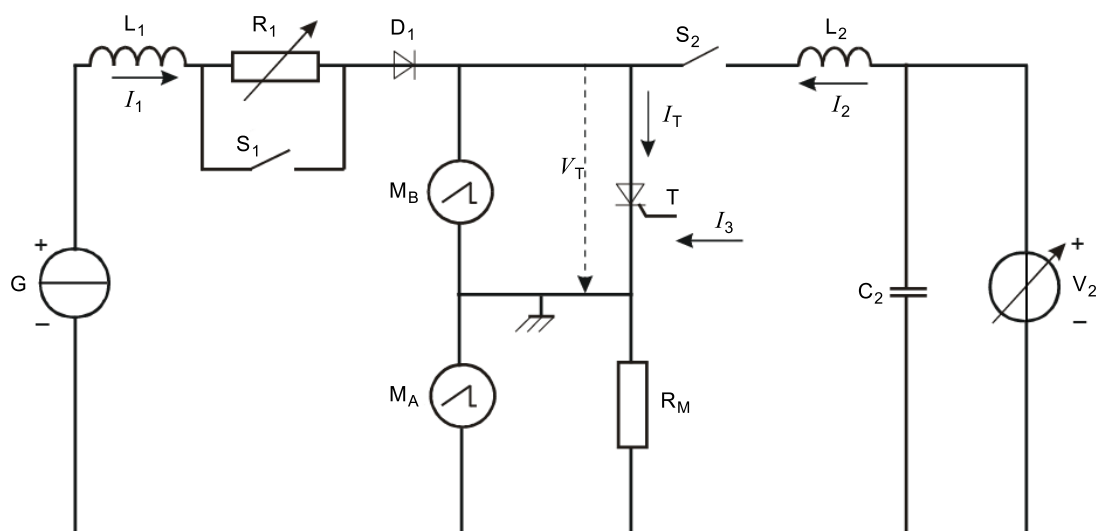 L1
R1
D1
S2
L2
I1
I2
S1
IT
MB
VT
T
I3
+
G
−
C2
+
V2
−
MA
RM